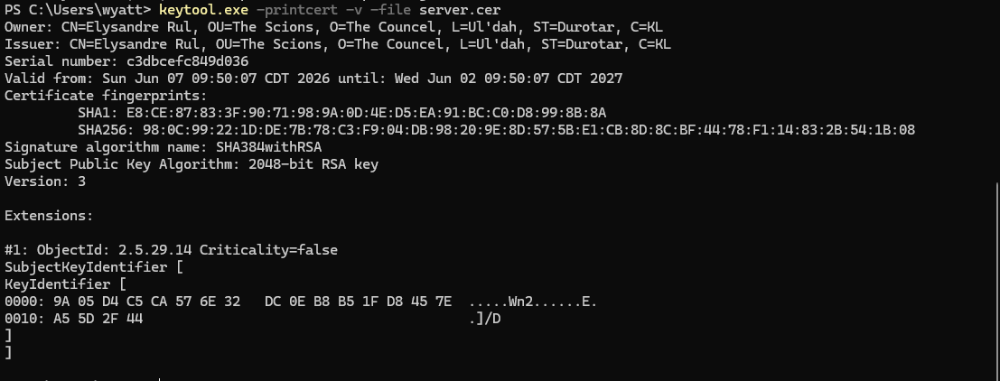 PS C:\Users\wyatt> keytool.exe -printcert -v -file server.cer
Owner: CN=Elysandre Rul, OU=The Scions, O=The Councel, L=Ul'dah, ST=Durotar, C=KL
Issuer: CN=Elysandre Rul, OU=The Scions, O=The Councel, L=Ul'dah, ST=Durotar, C=KL
Serial number: c3dbcefc849d036
Valid from: Sun Jun 07 09:50:07 CDT 2026 until: Wed Jun 02 09:50:07 CDT 2027
Certificate fingerprints:
         SHA1: E8:CE:87:83:3F:90:71:98:9A:0D:4E:D5:EA:91:BC:C0:D8:99:8B:8A
         SHA256: 98:0C:99:22:1D:DE:7B:78:C3:F9:04:DB:98:20:9E:8D:57:5B:E1:CB:8D:8C:BF:44:78:F1:14:83:2B:54:1B:08
Signature algorithm name: SHA384withRSA
Subject Public Key Algorithm: 2048-bit RSA key
Version: 3
Extensions:
#1: ObjectId: 2.5.29.14 Criticality=false
SubjectKeyIdentifier [
KeyIdentifier [
0000: 9A 05 D4 C5 CA 57 6E 32   DC 0E B8 B5 1F D8 45 7E  .....Wn2......E.
0010: A5 5D 2F 44                                        .]/D
]
]